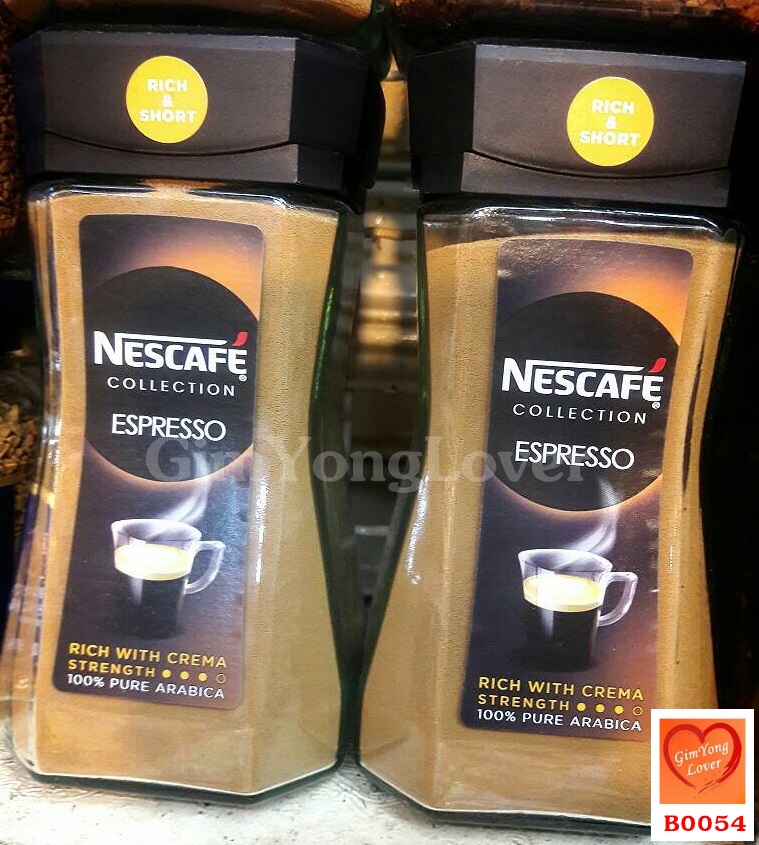 RICH
&
SHORT
NESCAFÉ
COLLECTION
ESPRESSO
RICH WITH CREMA
STRENGTH
100% PURE ARABICA
RICH
&
SHORT
NESCAFÉ
COLLECTION
ESPRESSO
RICH WITH CREMA
STRENGTH
100% PURE ARABICA
GimYongLover
GimYong
Lover
B0054